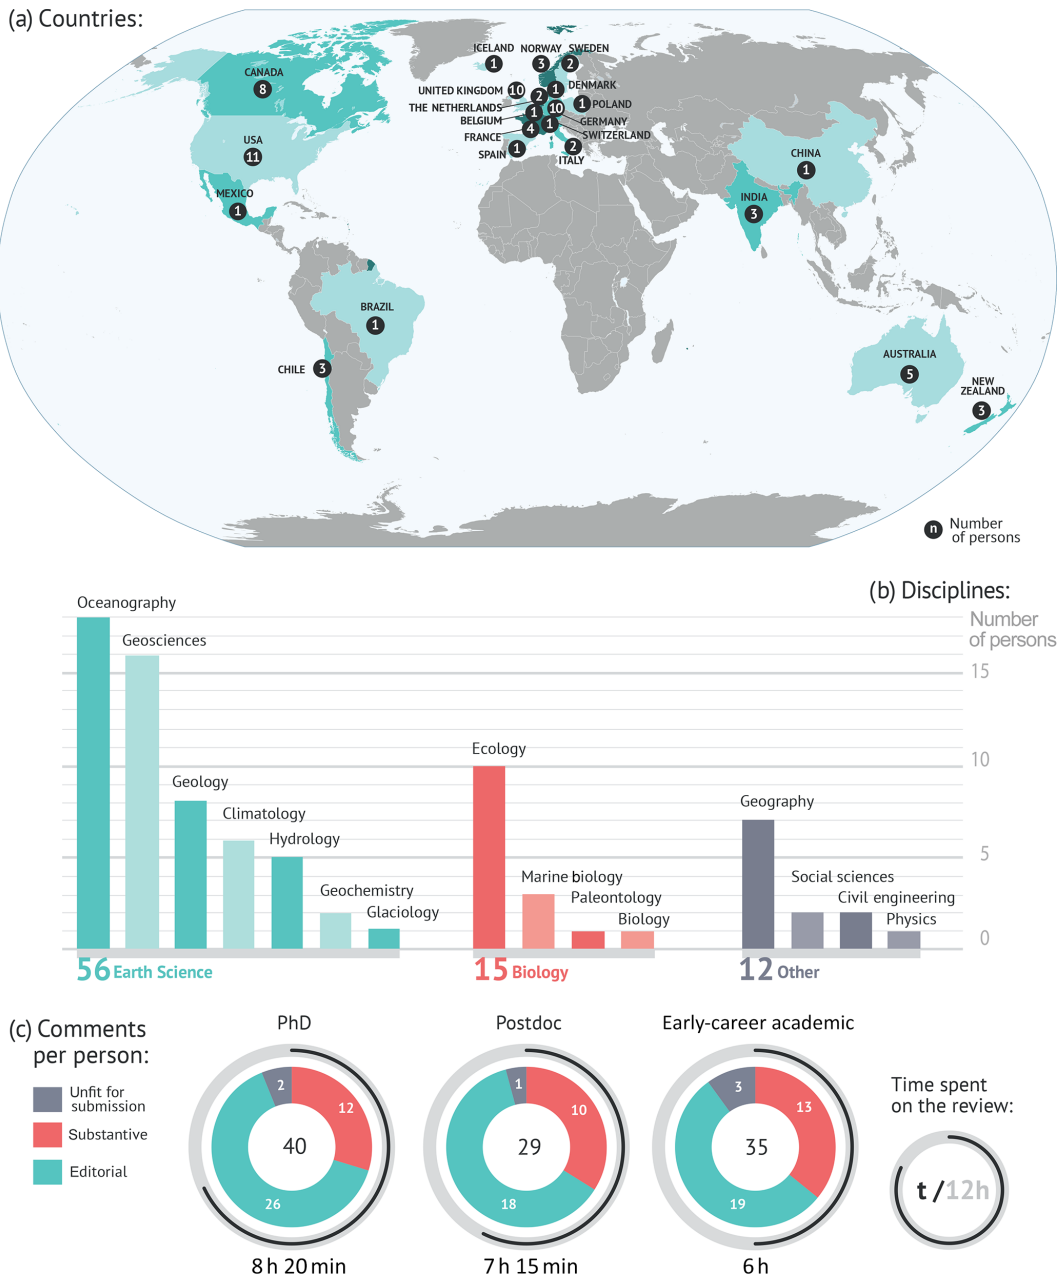 (a) Countries:
ICELAND
1
NORWAY
3
SWEDEN
2
CANADA
8
UNITED KINGDOM
10
DENMARK
1
THE NETHERLANDS
2
POLAND
1
BELGIUM
1
GERMANY
10
FRANCE
4
SWITZERLAND
1
SPAIN
1
ITALY
2
USA
11
CHINA
1
MEXICO
1
INDIA
3
BRAZIL
1
CHILE
3
AUSTRALIA
5
NEW
ZEALAND
3
n
Number
of persons
(b) Disciplines:
Number
of persons
15
10
5
0
Oceanography
Geosciences
Geology
Climatology
Hydrology
Geochemistry
Glaciology
Ecology
Marine biology
Paleontology
Biology
Geography
Social sciences
Civil engineering
Physics
56 Earth Science
15 Biology
12 Other
(c) Comments
per person:
Unfit for
submission
Substantive
Editorial
PhD
2
12
40
26
8 h 20 min
Postdoc
1
10
29
18
7 h 15 min
Early-career academic
3
13
35
19
6 h
Time spent
on the review:
t /12h